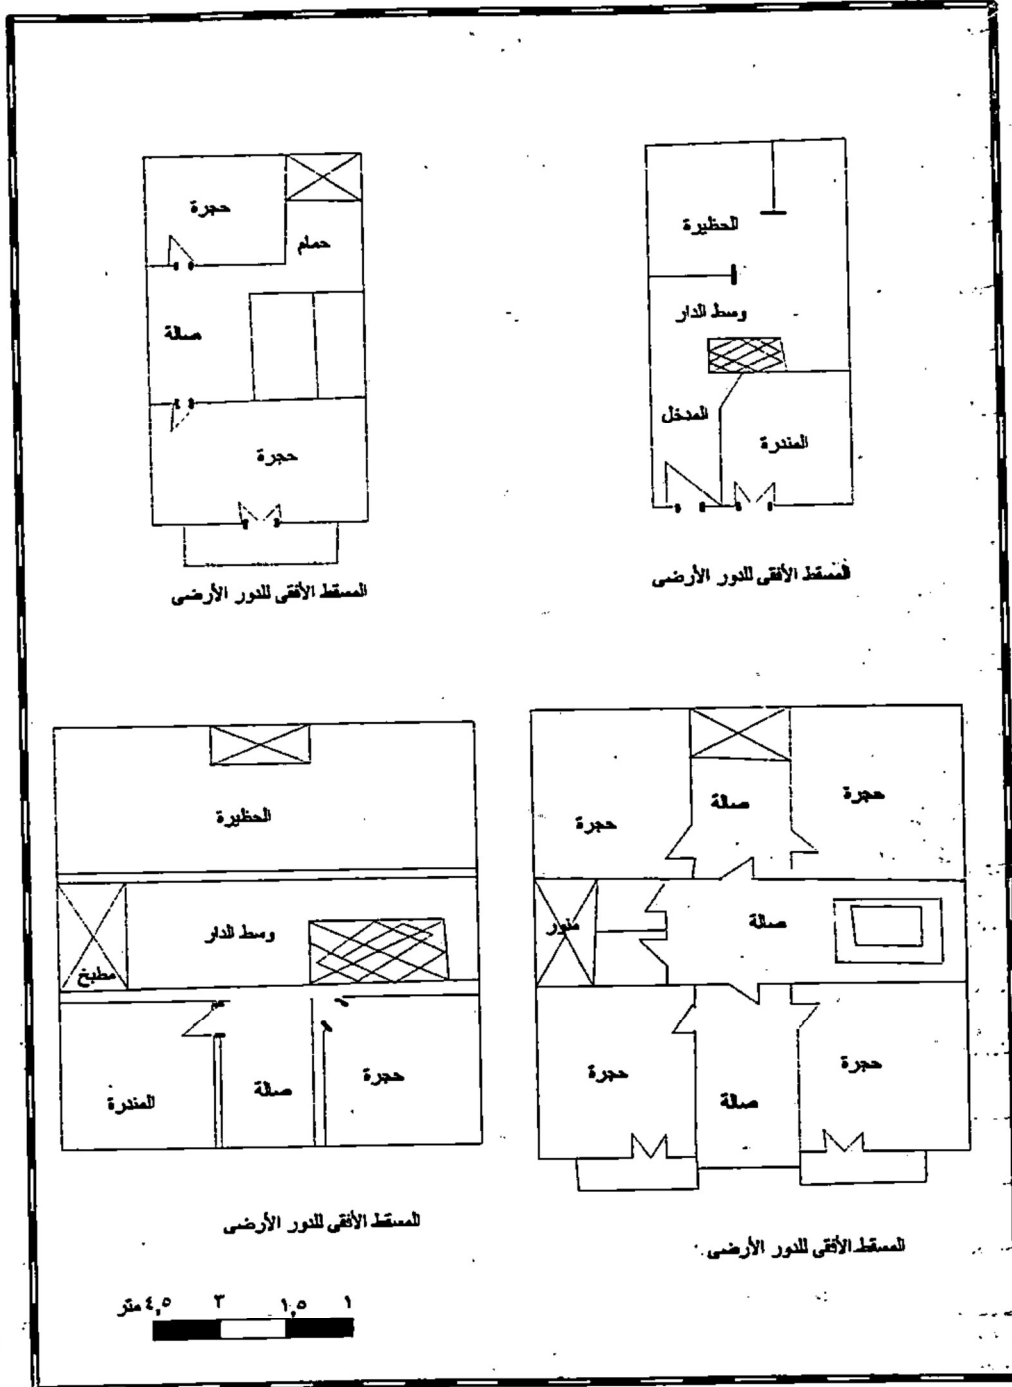 الحظيرة
وسط الدار
المدخل
المندرة
المسقط الأفقى للدور الأرضى
حجرة
حمام
صالة
حجرة
المسقط الأفقى للدور الأرضى
حجرة
صالة
حجرة
صالة
منور
حجرة
صالة
حجرة
المسقط الأفقى للدور الأرضى
الحظيرة
وسط الدار
مطبخ
حجرة
صالة
المندرة
المسقط الأفقى للدور الأرضى
١ ١,٥ ٣ ٤,٥ متر